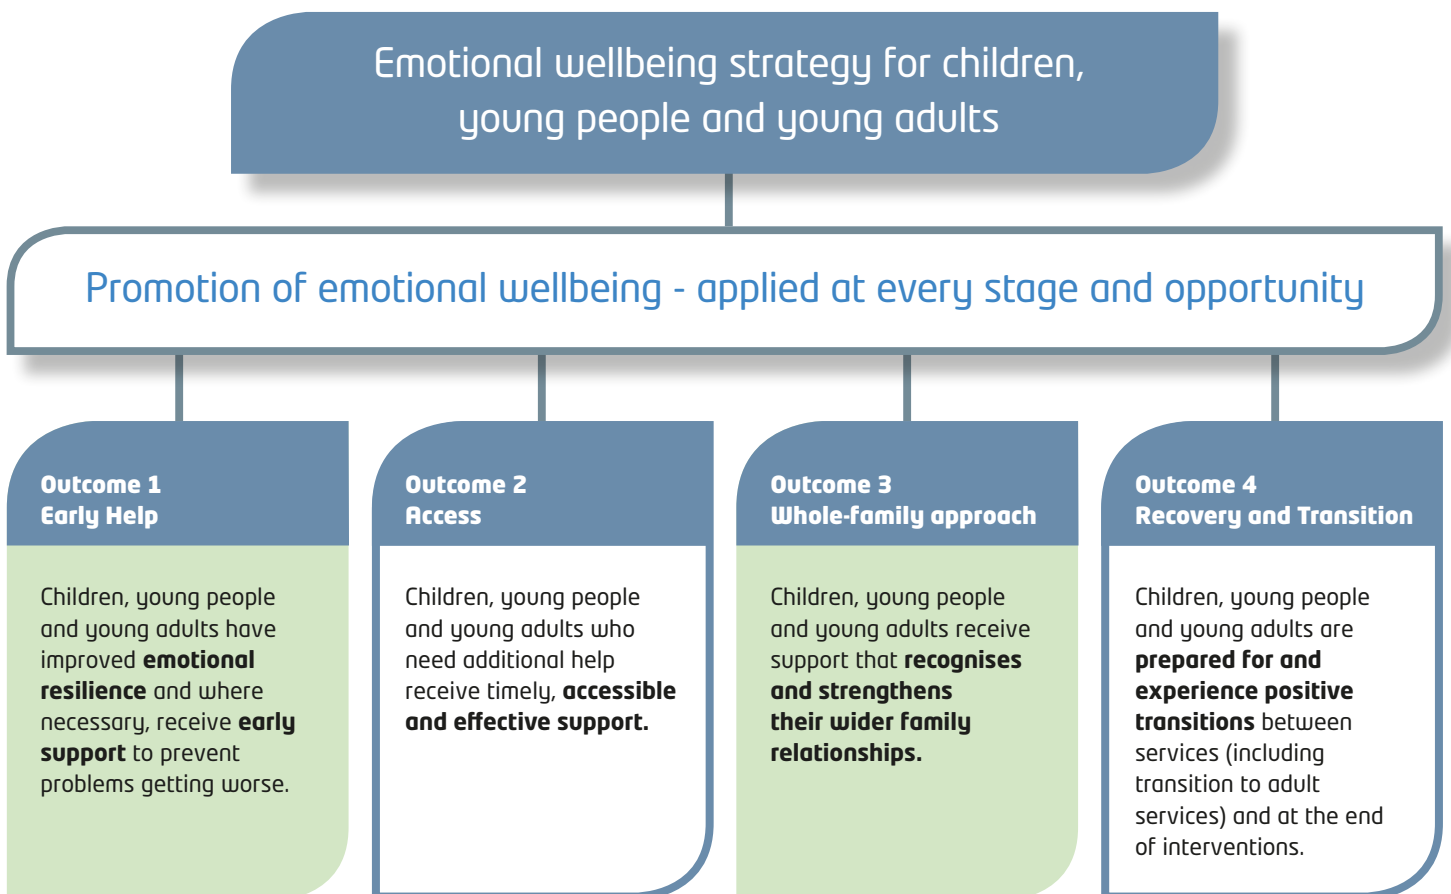 Emotional wellbeing strategy for children,
young people and young adults
Promotion of emotional wellbeing - applied at every stage and opportunity
Outcome 1
Early Help
Children, young people
and young adults have
improved emotional
resilience and where
necessary, receive early
support to prevent
problems getting worse.
Outcome 2
Access
Children, young people
and young adults who
need additional help
receive timely, accessible
and effective support.
Outcome 3
Whole-family approach
Children, young people
and young adults receive
support that recognises
and strengthens
their wider family
relationships.
Outcome 4
Recovery and Transition
Children, young people
and young adults are
prepared for and
experience positive
transitions between
services (including
transition to adult
services) and at the end
of interventions.